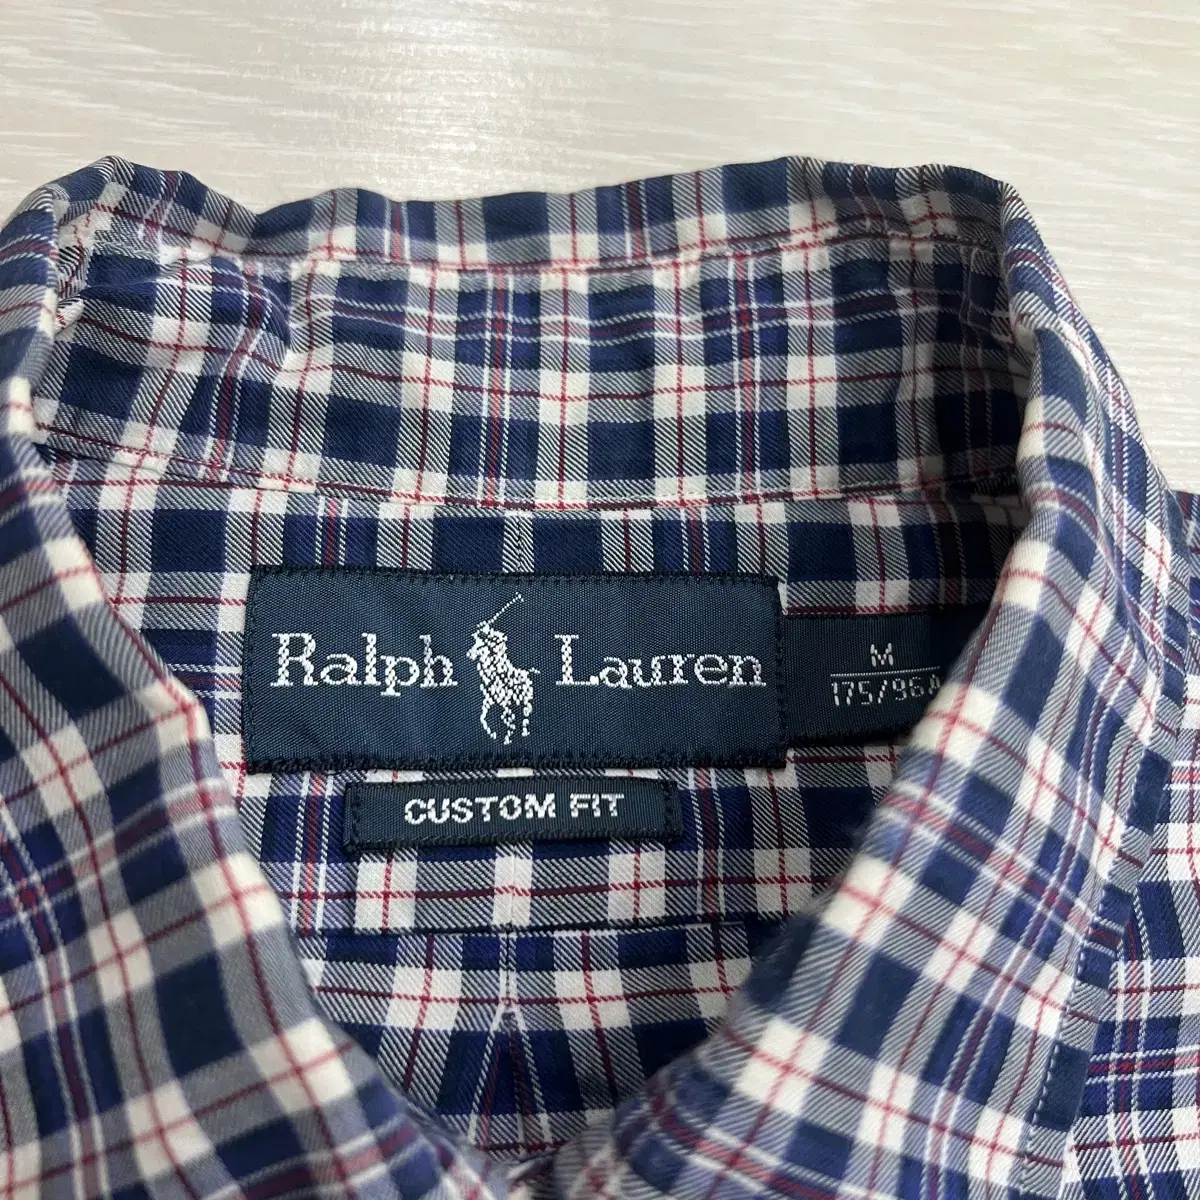 Ralph Lauren
M
175/96A
CUSTOM FIT